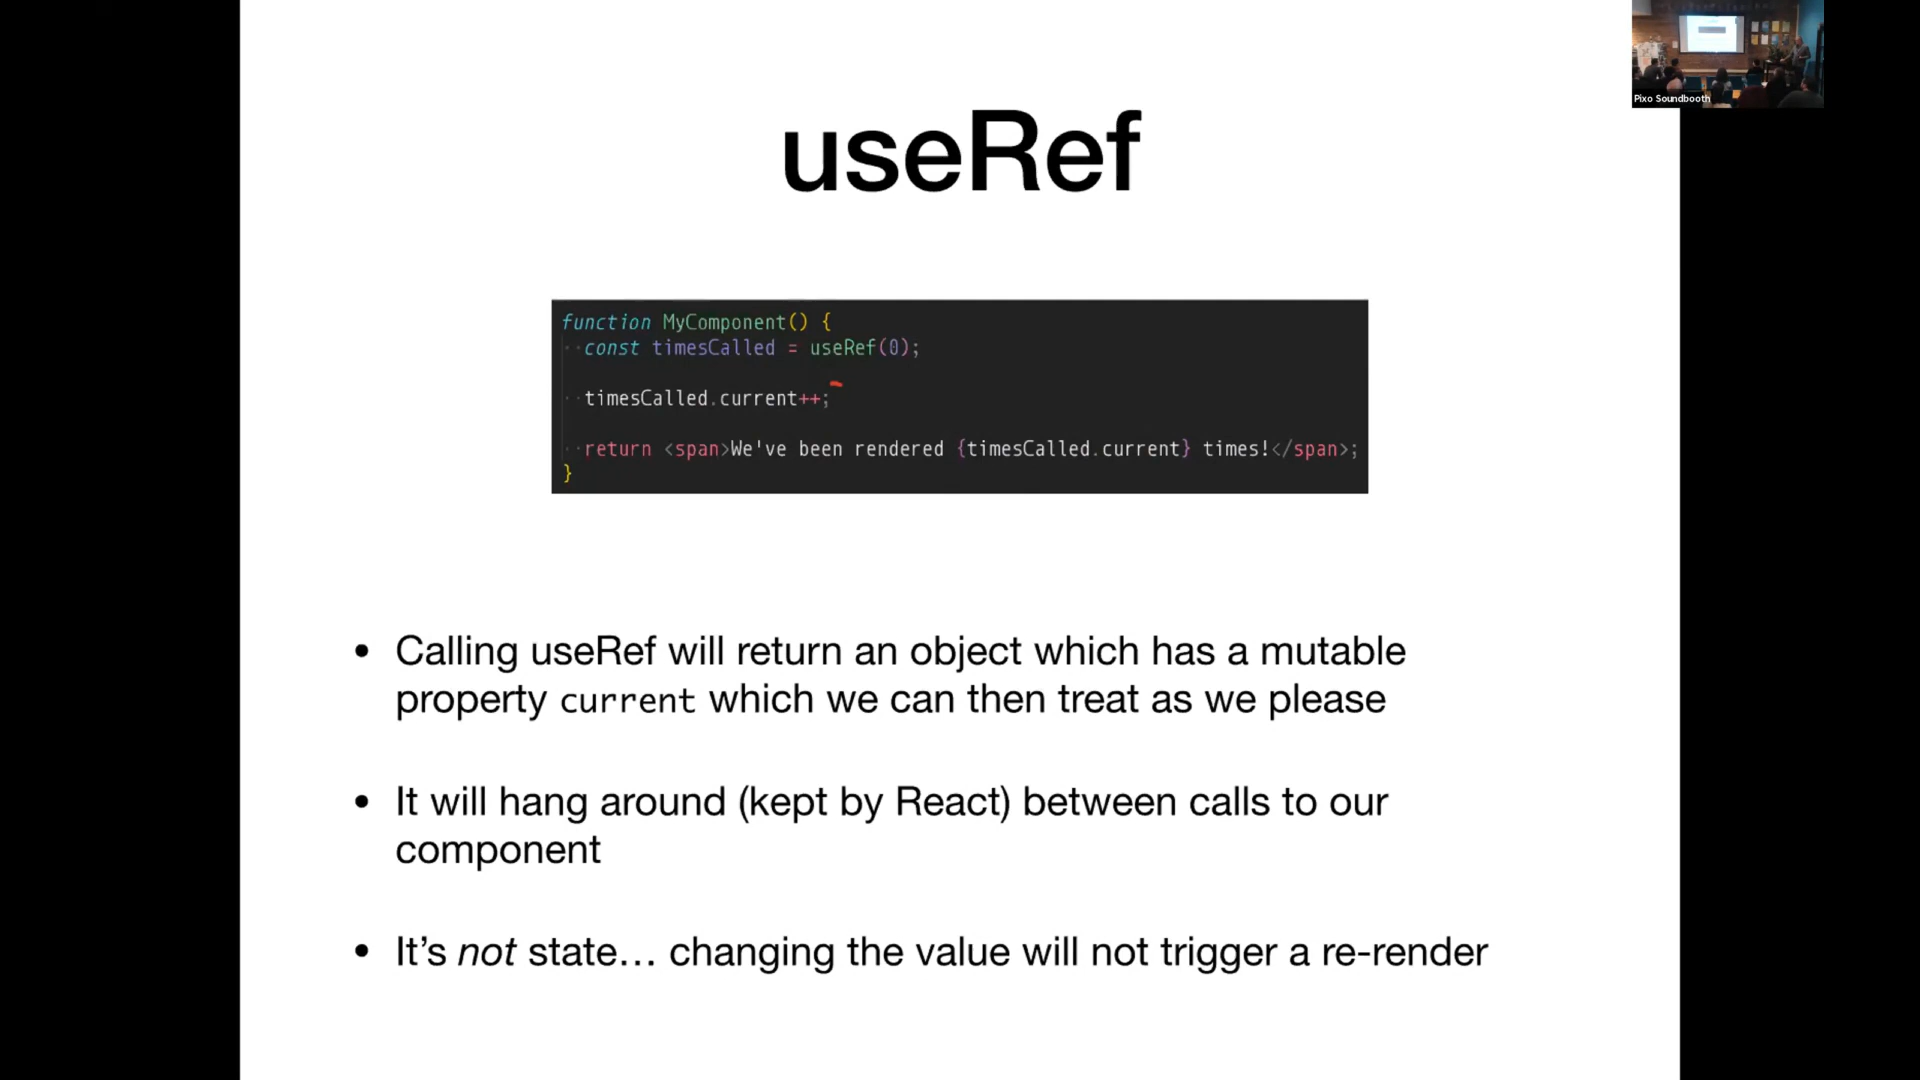 Pixo Soundbooth
useRef
function MyComponent() {
const timesCalled = useRef(0);
timesCalled.current++;
return <span>We've been rendered {timesCalled.current} times!</span>;
}
• Calling useRef will return an object which has a mutable
property current which we can then treat as we please
• It will hang around (kept by React) between calls to our
component
• It’s not state… changing the value will not trigger a re-render